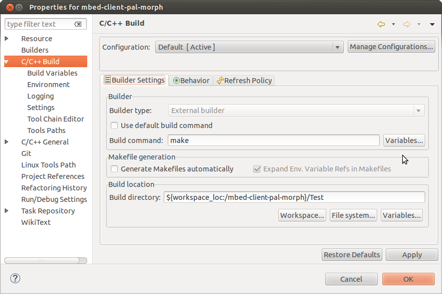 Properties for mbed-client-pal-morph
type filter text
C/C++ Build
Resource
Builders
C/C++ Build
Build Variables
Environment
Logging
Settings
Tool Chain Editor
Tools Paths
C/C++ General
Git
Linux Tools Path
Project References
Refactoring History
Run/Debug Settings
Task Repository
WikiText
Configuration: Default [ Active ] Manage Configurations...
Builder Settings Behavior Refresh Policy
Builder
Builder type: External builder
Use default build command
Build command: make Variables...
Makefile generation
Generate Makefiles automatically Expand Env. Variable Refs in Makefiles
Build location
Build directory: ${workspace_loc:/mbed-client-pal-morph}/Test
Workspace... File system... Variables...
Restore Defaults Apply
? Cancel OK